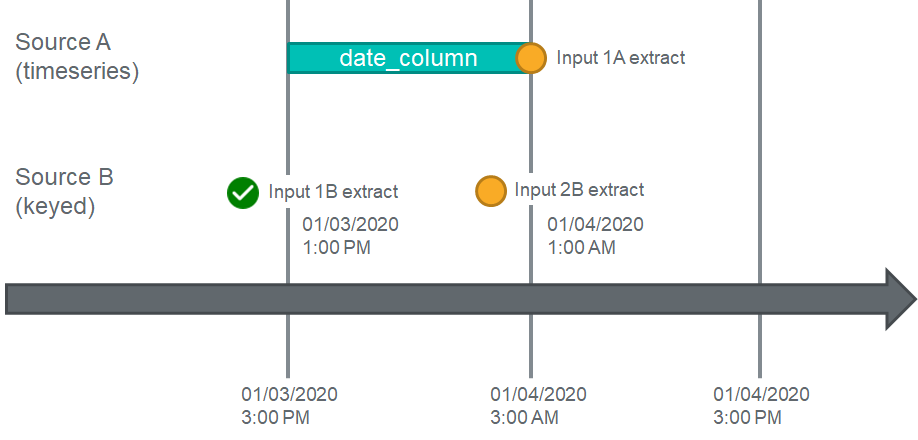 Source A
(timeseries)
date_column
Input 1A extract
Source B
(keyed)
Input 1B extract
01/03/2020
1:00 PM
Input 2B extract
01/04/2020
1:00 AM
01/03/2020
3:00 PM
01/04/2020
3:00 AM
01/04/2020
3:00 PM